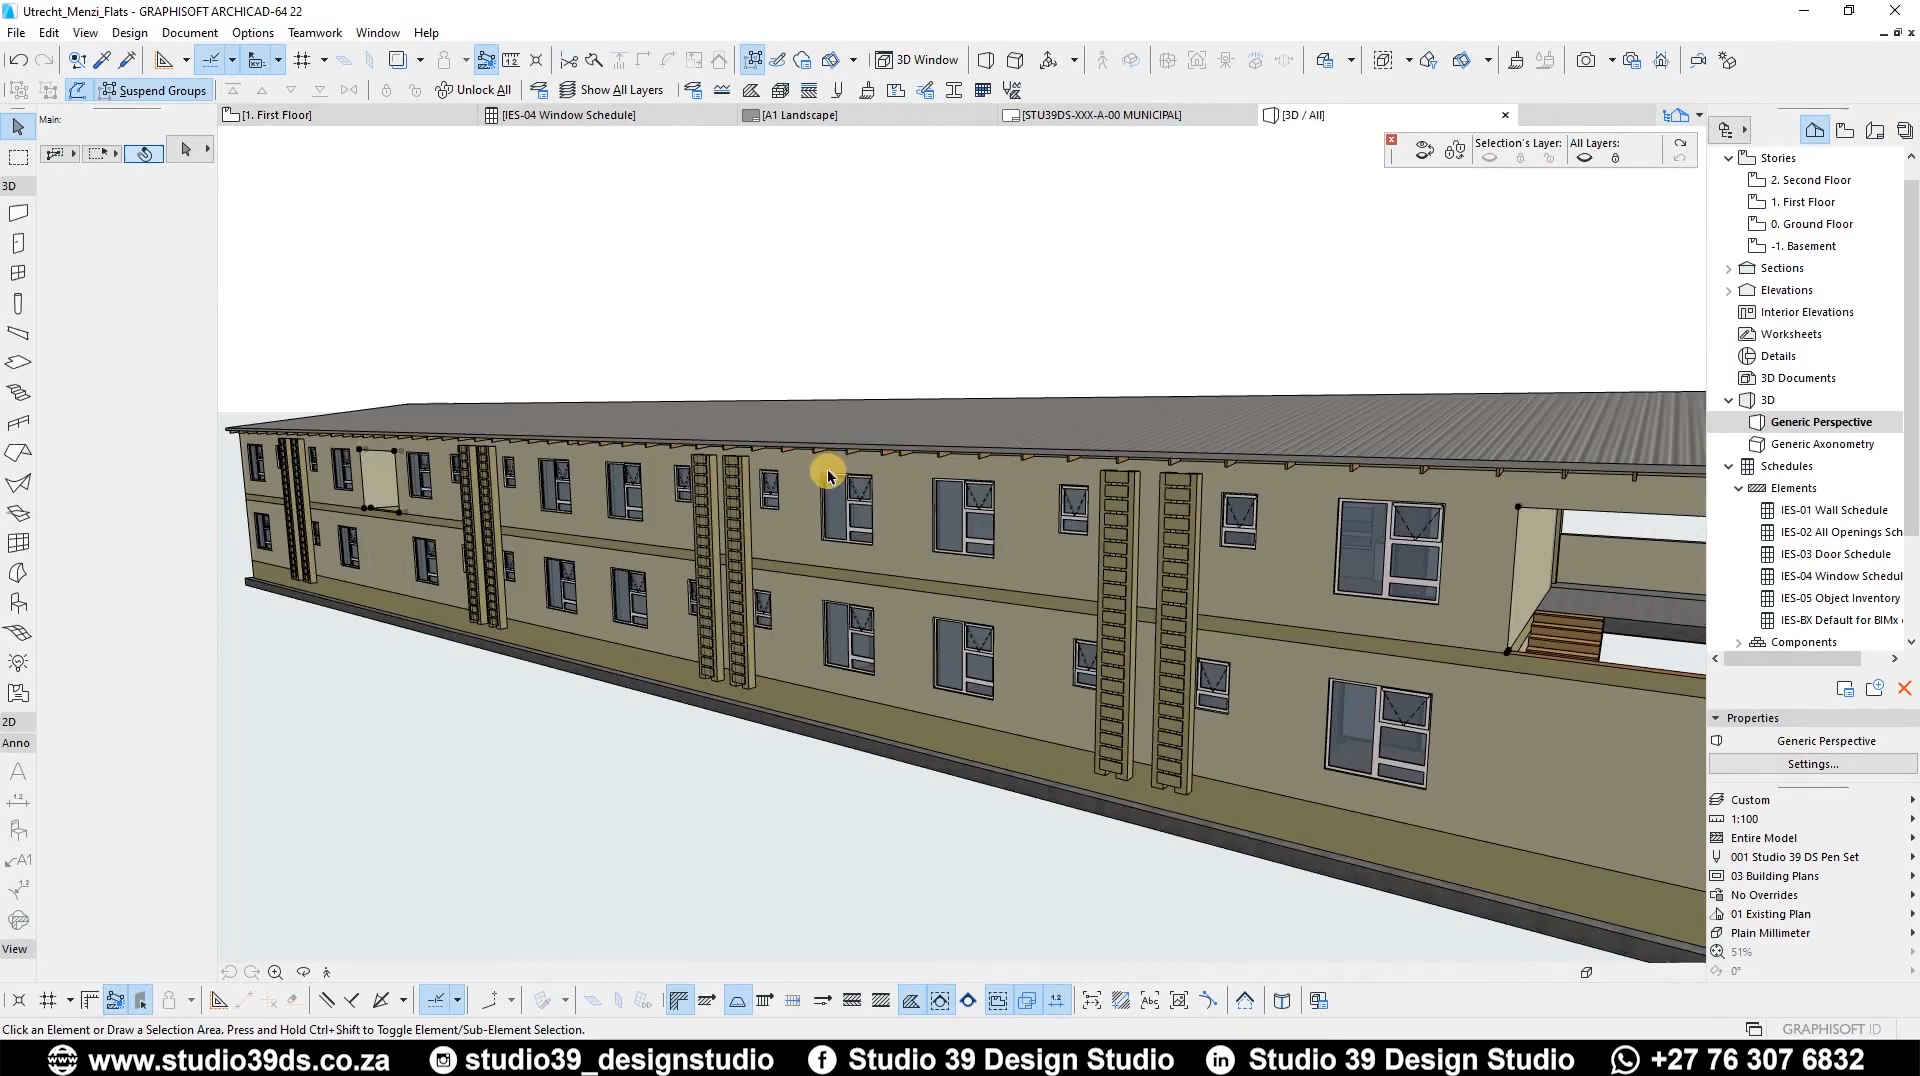 Utrecht_Menzi_Flats - GRAPHISOFT ARCHICAD-64 22
File Edit View Design Document Options Teamwork Window Help
3D Window
Suspend Groups
Unlock All
Show All Layers
[1. First Floor]
[IES-04 Window Schedule]
[A1 Landscape]
[STU39DS-XXX-A-00 MUNICIPAL]
[3D / All]
Main:
Selection's Layer:
All Layers:
3D
2D
Anno
View
Stories
2. Second Floor
1. First Floor
0. Ground Floor
-1. Basement
Sections
Elevations
Interior Elevations
Worksheets
Details
3D Documents
3D
Generic Perspective
Generic Axonometry
Schedules
Elements
IES-01 Wall Schedule
IES-02 All Openings Sch
IES-03 Door Schedule
IES-04 Window Schedul
IES-05 Object Inventory
IES-BX Default for BIMx
Components
Properties
Generic Perspective
Settings...
Custom
1:100
Entire Model
001 Studio 39 DS Pen Set
03 Building Plans
No Overrides
01 Existing Plan
Plain Millimeter
51%
0°
Click an Element or Draw a Selection Area. Press and Hold Ctrl+Shift to Toggle Element/Sub-Element Selection.
GRAPHISOFT ID
www.studio39ds.co.za
studio39_designstudio
Studio 39 Design Studio
Studio 39 Design Studio
+27 76 307 6832